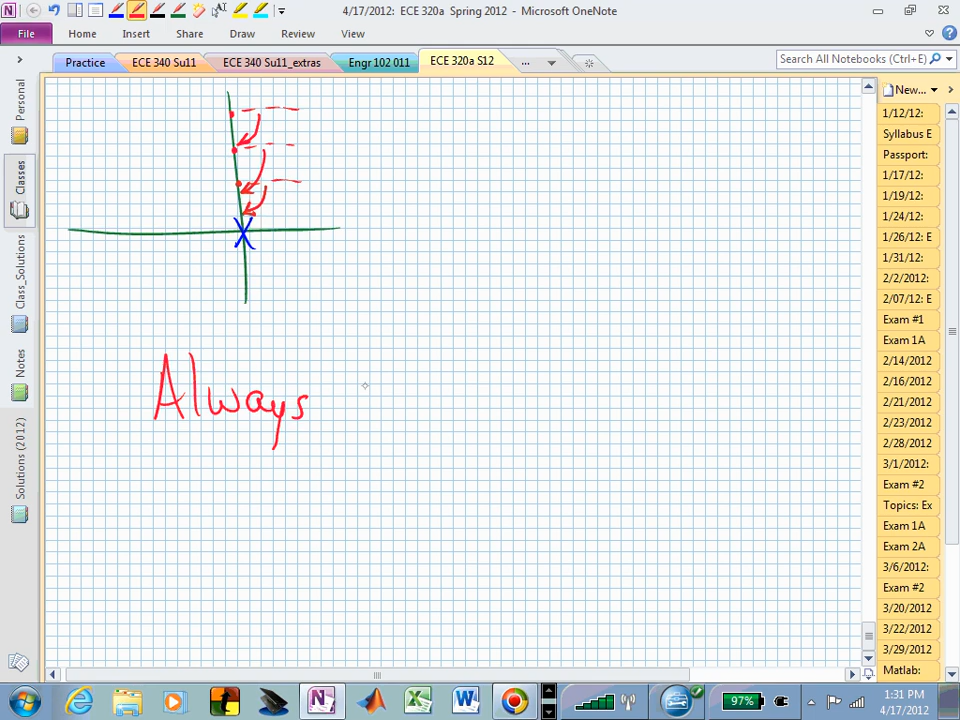 4/17/2012: ECE 320a Spring 2012 - Microsoft OneNote
File Home Insert Share Draw Review View
Practice ECE 340 Su11 ECE 340 Su11_extras Engr 102 011 ECE 320a S12 ... Search All Notebooks (Ctrl+E)
New...
Personal
Classes
Class_Solutions
Notes
Solutions (2012)
Always
1/12/12:
Syllabus E
Passport:
1/17/12:
1/19/12:
1/24/12:
1/26/12: E
1/31/12:
2/2/2012:
2/07/12: E
Exam #1
Exam 1A
2/14/2012
2/16/2012
2/21/2012
2/23/2012
2/28/2012
3/1/2012:
Exam #2
Topics: Ex
Exam 1A
Exam 2A
3/6/2012:
Exam #2
3/20/2012
3/22/2012
3/29/2012
Matlab:
97%
1:31 PM
4/17/2012